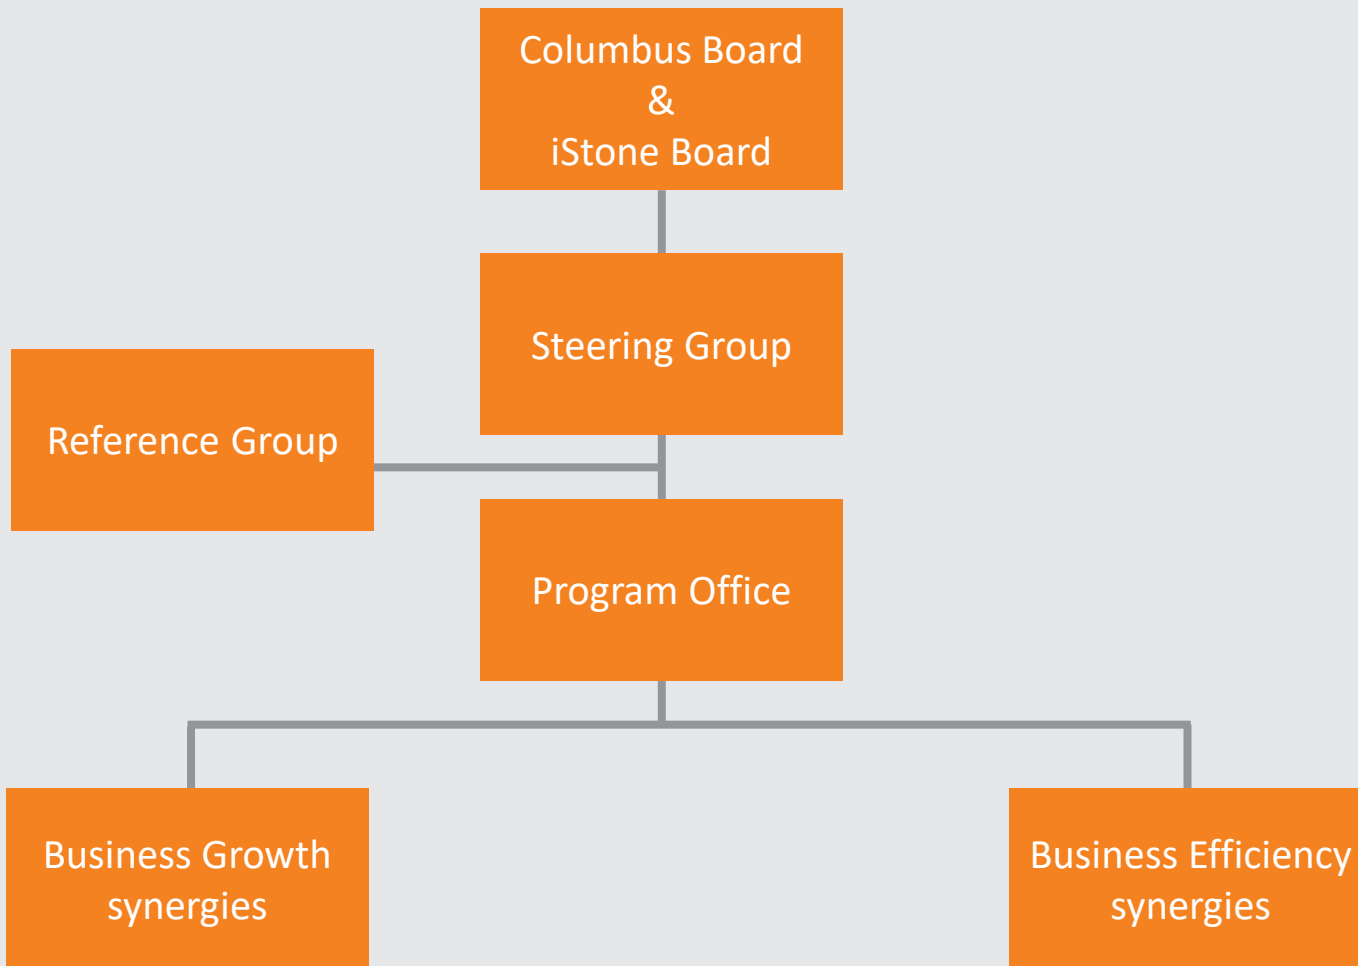 Columbus Board
&
iStone Board
Steering Group
Reference Group
Program Office
Business Growth
synergies
Business Efficiency
synergies